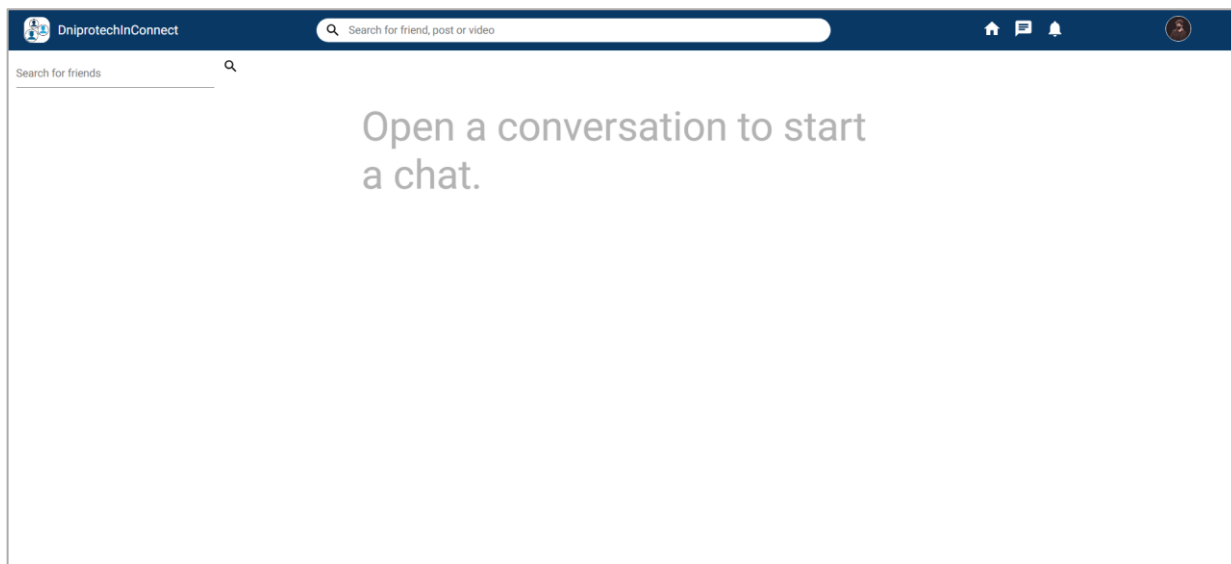 DniprotechInConnect
Search for friend, post or video
Search for friends
Open a conversation to start
a chat.